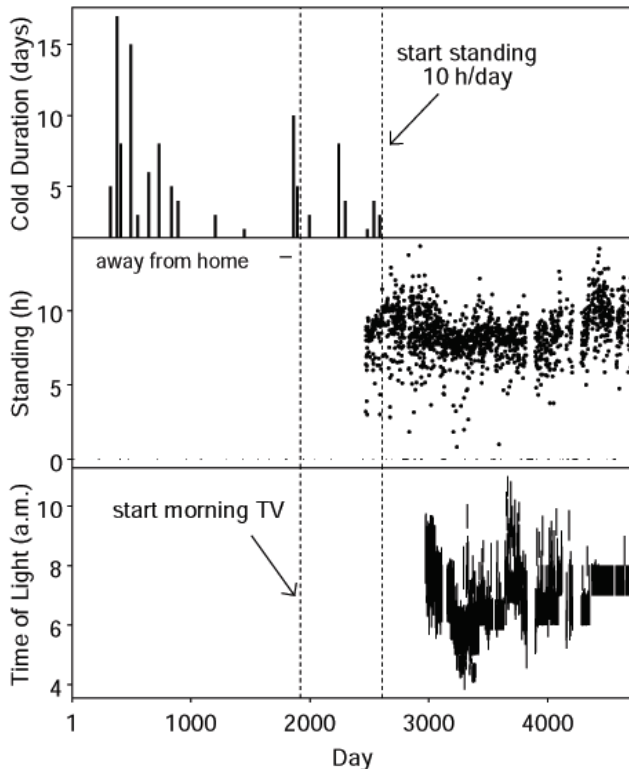 Cold Duration (days)
15
10
5
start standing
10 h/day
away from home
Standing (h)
10
5
0
start morning TV
Time of Light (a.m.)
10
8
6
4
1
1000
2000
3000
4000
Day